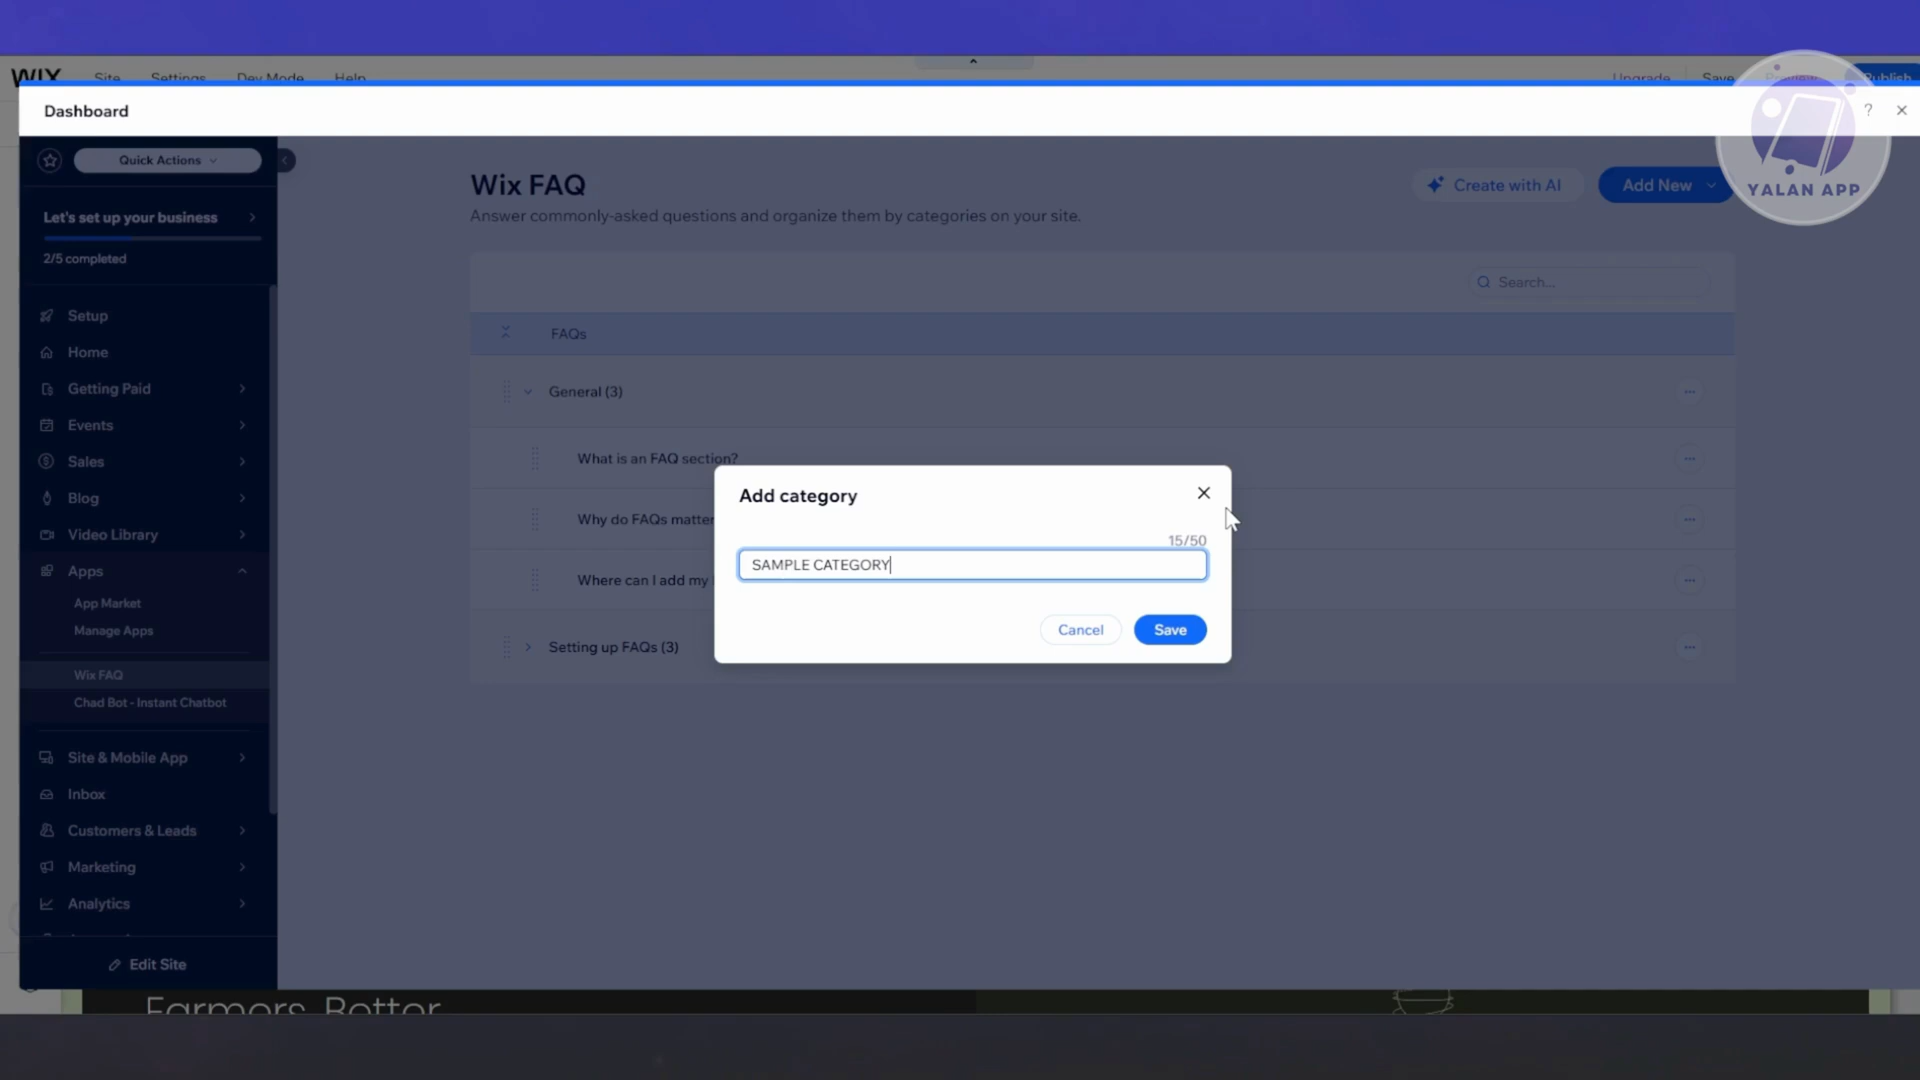 WIX Site Settings Dev Mode Help Upgrade Save Preview Publish
Dashboard
Quick Actions
Let's set up your business
2/5 completed
Setup
Home
Getting Paid
Events
Sales
Blog
Video Library
Apps
App Market
Manage Apps
Wix FAQ
Chad Bot - Instant Chatbot
Site & Mobile App
Inbox
Customers & Leads
Marketing
Analytics
Edit Site
Wix FAQ
Answer commonly-asked questions and organize them by categories on your site.
Create with AI
Add New
YALAN APP
Search...
FAQs
General (3)
What is an FAQ section?
Why do FAQs matter
Where can I add my
Setting up FAQs (3)
Add category
15/50
SAMPLE CATEGORY
Cancel
Save
Farmers. Better